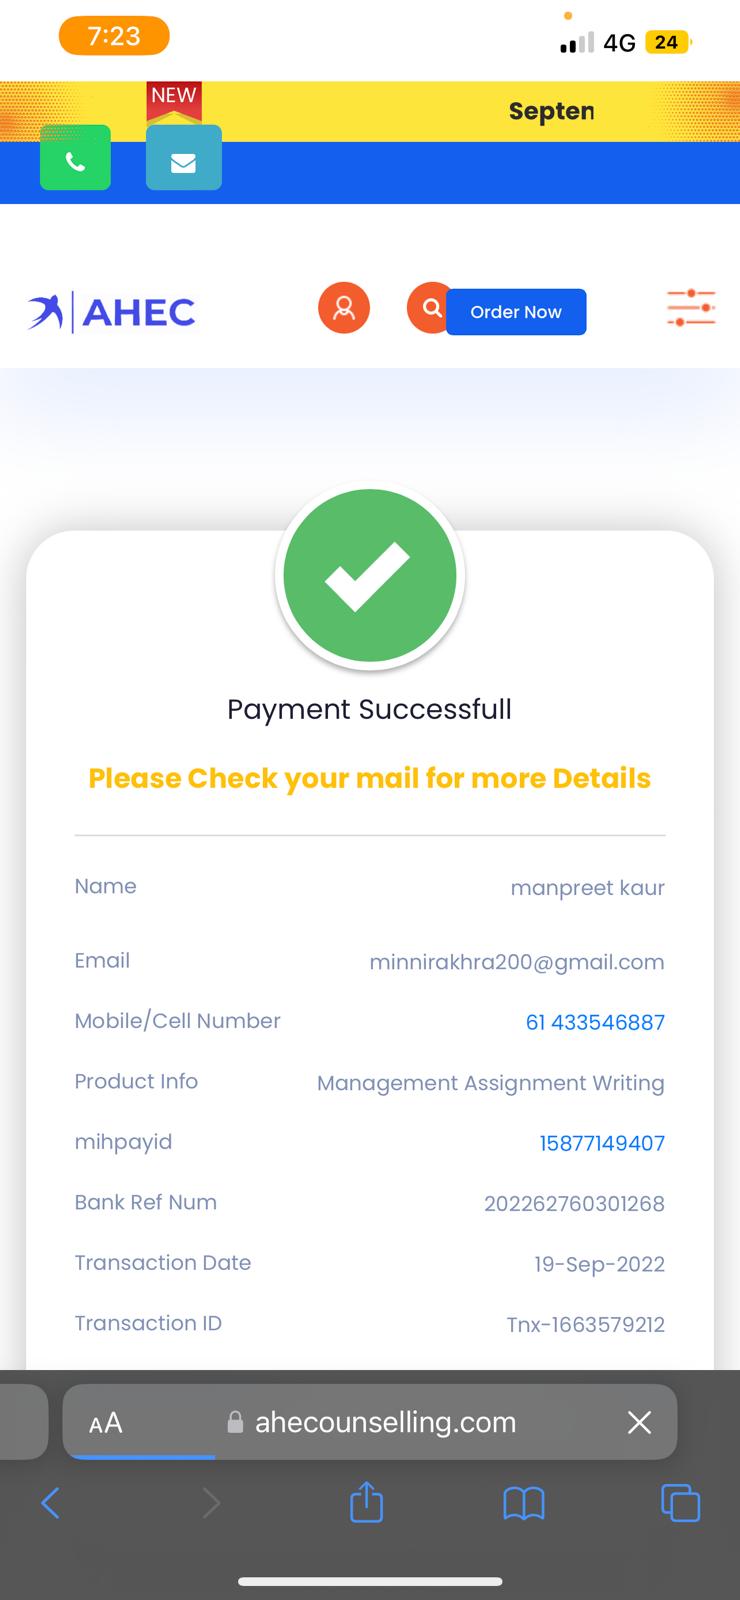 7:23
4G 24
NEW
Septen
AHEC
Order Now
Payment Successfull
Please Check your mail for more Details
Name manpreet kaur
Email minnirakhra200@gmail.com
Mobile/Cell Number 61 433546887
Product Info Management Assignment Writing
mihpayid 15877149407
Bank Ref Num 202262760301268
Transaction Date 19-Sep-2022
Transaction ID Tnx-1663579212
AA ahecounselling.com